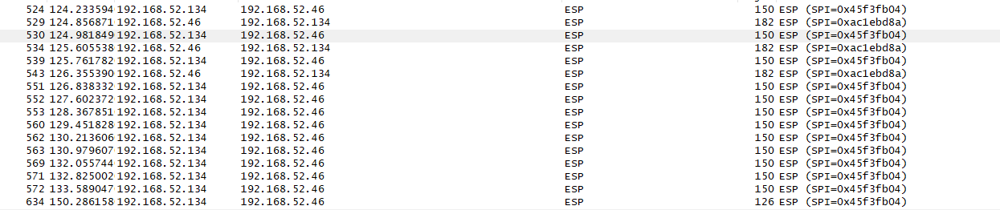 524 124.233594 192.168.52.134 192.168.52.46 ESP 150 ESP (SPI=0x45f3fb04)
529 124.856871 192.168.52.46 192.168.52.134 ESP 182 ESP (SPI=0xac1ebd8a)
530 124.981849 192.168.52.134 192.168.52.46 ESP 150 ESP (SPI=0x45f3fb04)
534 125.605538 192.168.52.46 192.168.52.134 ESP 182 ESP (SPI=0xac1ebd8a)
539 125.761782 192.168.52.134 192.168.52.46 ESP 150 ESP (SPI=0x45f3fb04)
543 126.355390 192.168.52.46 192.168.52.134 ESP 182 ESP (SPI=0xac1ebd8a)
551 126.838332 192.168.52.134 192.168.52.46 ESP 150 ESP (SPI=0x45f3fb04)
552 127.602372 192.168.52.134 192.168.52.46 ESP 150 ESP (SPI=0x45f3fb04)
553 128.367851 192.168.52.134 192.168.52.46 ESP 150 ESP (SPI=0x45f3fb04)
560 129.451828 192.168.52.134 192.168.52.46 ESP 150 ESP (SPI=0x45f3fb04)
562 130.213606 192.168.52.134 192.168.52.46 ESP 150 ESP (SPI=0x45f3fb04)
563 130.979607 192.168.52.134 192.168.52.46 ESP 150 ESP (SPI=0x45f3fb04)
569 132.055744 192.168.52.134 192.168.52.46 ESP 150 ESP (SPI=0x45f3fb04)
571 132.825002 192.168.52.134 192.168.52.46 ESP 150 ESP (SPI=0x45f3fb04)
572 133.589047 192.168.52.134 192.168.52.46 ESP 150 ESP (SPI=0x45f3fb04)
634 150.286158 192.168.52.134 192.168.52.46 ESP 126 ESP (SPI=0x45f3fb04)